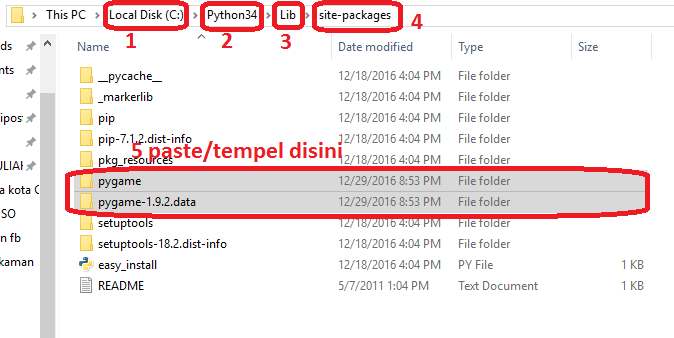 This PC > Local Disk (C:) > Python34 > Lib > site-packages
1 2 3 4
Name Date modified Type Size
__pycache__ 12/18/2016 4:04 PM File folder
_markerlib 12/18/2016 4:04 PM File folder
pip 12/18/2016 4:04 PM File folder
pip-7.1.2.dist-info 12/18/2016 4:04 PM File folder
5 paste/tempel disini
pkg_resources 12/18/2016 4:04 PM File folder
pygame 12/29/2016 8:53 PM File folder
pygame-1.9.2.data 12/29/2016 8:53 PM File folder
setuptools 12/18/2016 4:04 PM File folder
setuptools-18.2.dist-info 12/18/2016 4:04 PM File folder
easy_install 12/18/2016 4:04 PM PY File 1 KB
README 5/7/2011 1:04 PM Text Document 1 KB
ds
nts
ipos
ULIAH
a kota G
SO
n fb
kaman